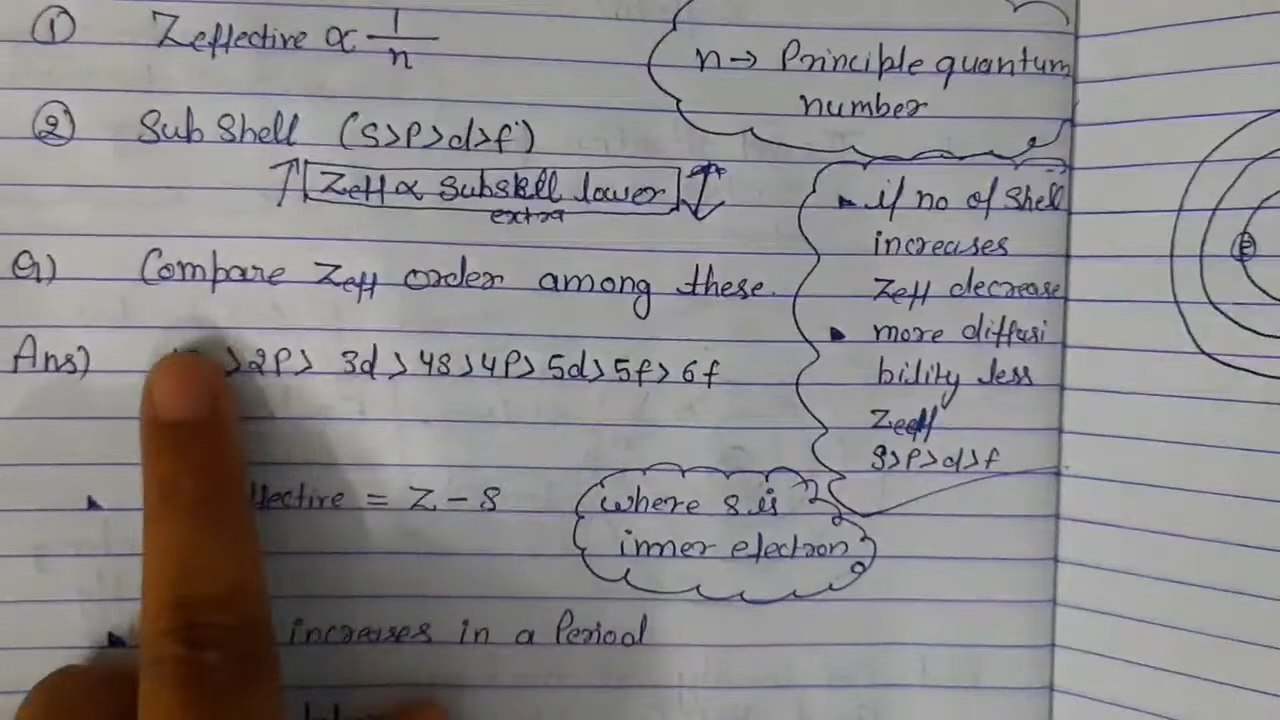 ① Zeffective ∝ 1/n
n→ Principle quantum
number
② Sub Shell (s>p>d>f)
↑ Zeff ∝ Subshell lower ↕
extra
Q) Compare Zeff order among these.
Ans) >2p> 3d >4s>4p> 5d> 5f> 6f
if no of Shell
increases
Zeff decrease
more diffusi
bility less
Zeff
s>p>d>f
ffective = Z - s
where s is
inner electron
increases in a Period